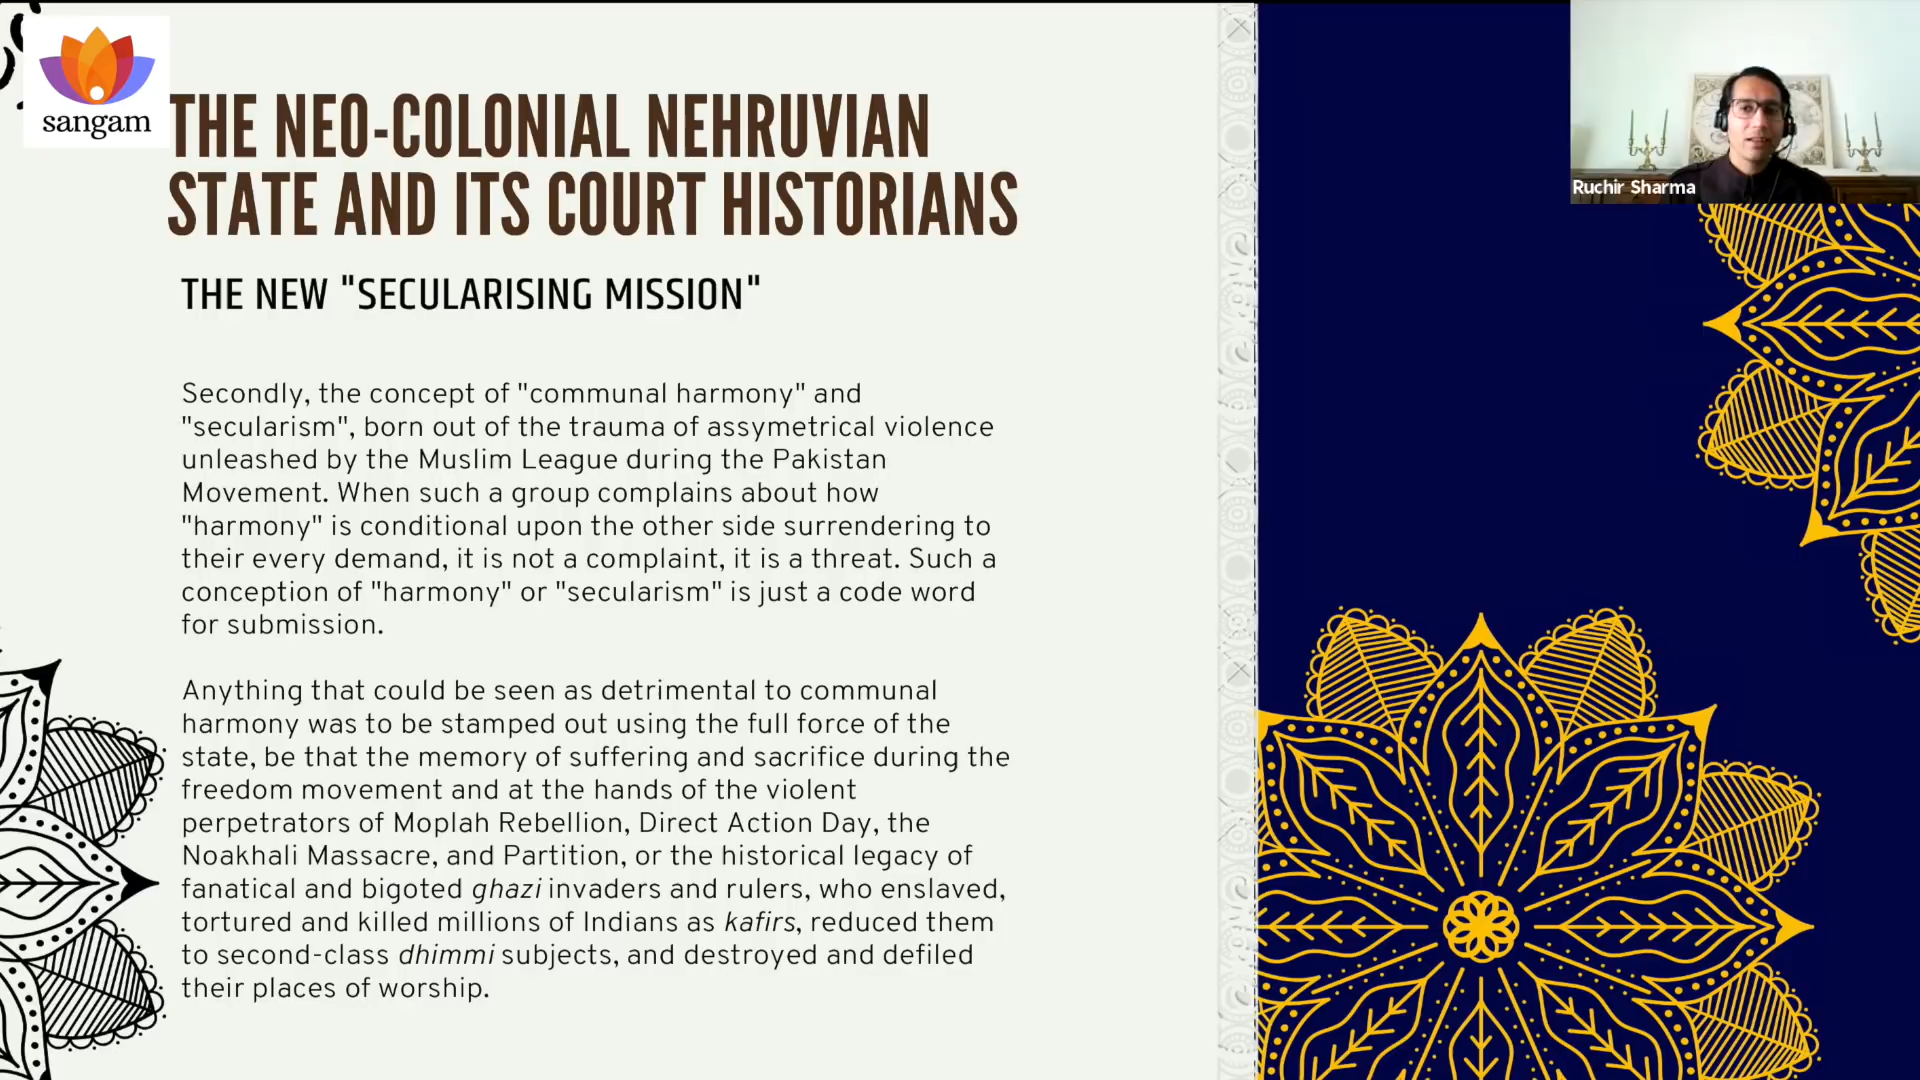 sangam
THE NEO-COLONIAL NEHRUVIAN
STATE AND ITS COURT HISTORIANS
THE NEW "SECULARISING MISSION"
Secondly, the concept of "communal harmony" and
"secularism", born out of the trauma of assymetrical violence
unleashed by the Muslim League during the Pakistan
Movement. When such a group complains about how
"harmony" is conditional upon the other side surrendering to
their every demand, it is not a complaint, it is a threat. Such a
conception of "harmony" or "secularism" is just a code word
for submission.
Anything that could be seen as detrimental to communal
harmony was to be stamped out using the full force of the
state, be that the memory of suffering and sacrifice during the
freedom movement and at the hands of the violent
perpetrators of Moplah Rebellion, Direct Action Day, the
Noakhali Massacre, and Partition, or the historical legacy of
fanatical and bigoted ghazi invaders and rulers, who enslaved,
tortured and killed millions of Indians as kafirs, reduced them
to second-class dhimmi subjects, and destroyed and defiled
their places of worship.
Ruchir Sharma